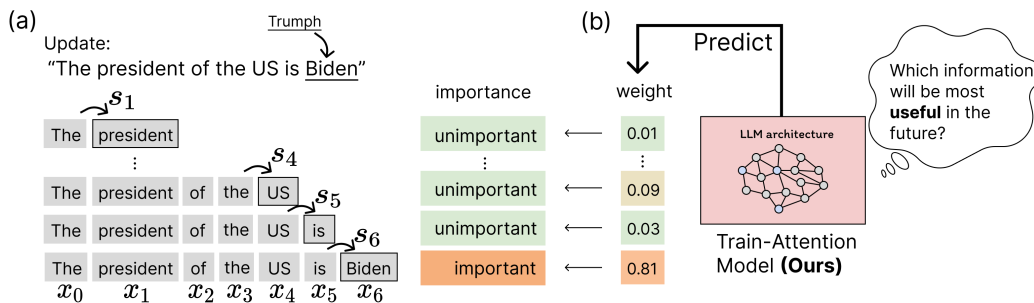 (a)
Trumph
Update:
"The president of the US is Biden"
s1
The president
⋮
s4
The president of the US
s5
The president of the US is
s6
The president of the US is Biden
x0 x1 x2 x3 x4 x5 x6
importance
unimportant
⋮
unimportant
unimportant
important
(b)
Predict
weight
0.01
⋮
0.09
0.03
0.81
LLM architecture
Train-Attention
Model (Ours)
Which information
will be most
useful in the
future?